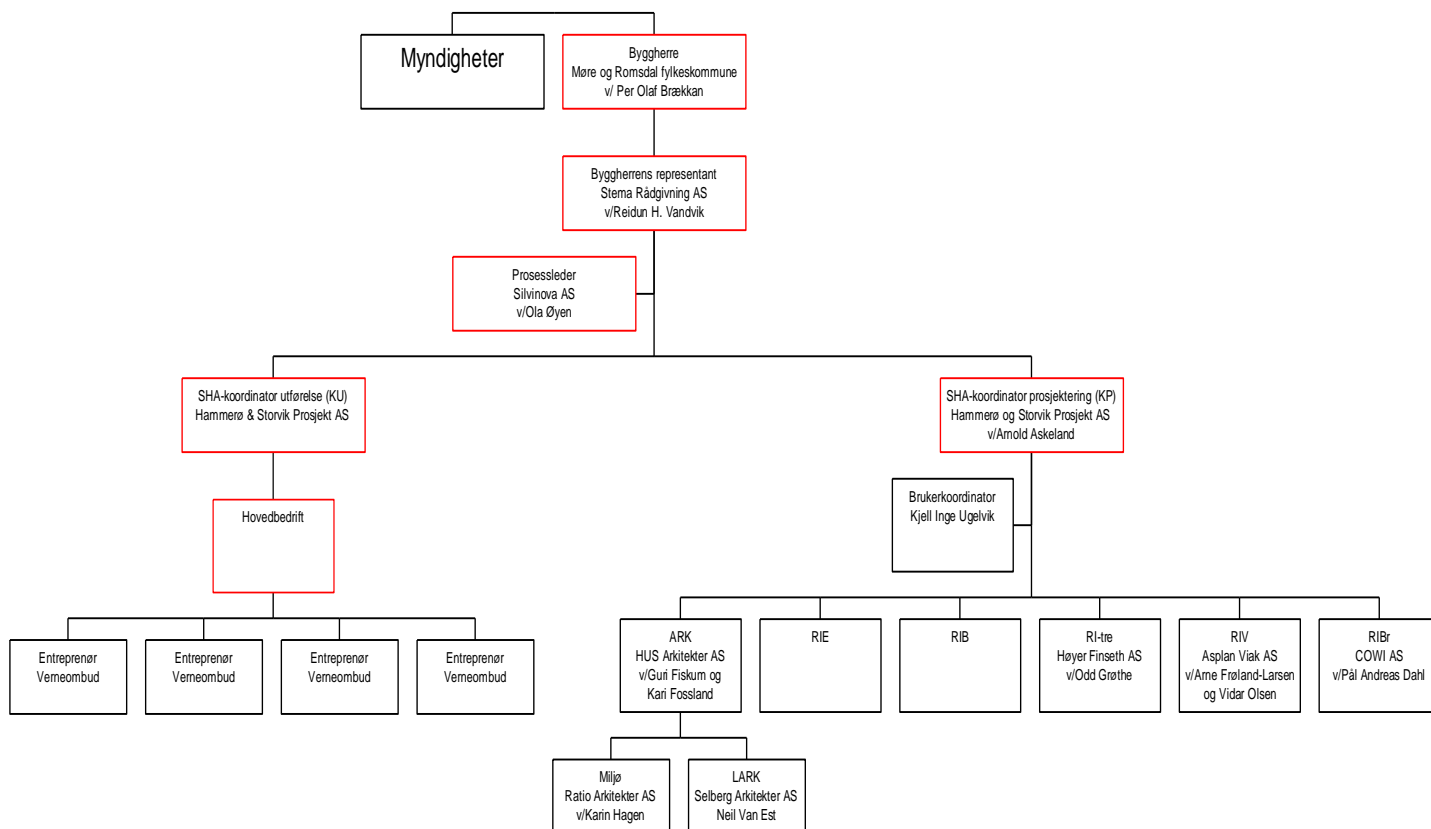 Myndigheter
Byggherre
Møre og Romsdal fylkeskommune
v/ Per Olaf Brækkan
Byggherrens representant
Stema Rådgivning AS
v/Reidun H. Vandvik
Prosessleder
Silvinova AS
v/Ola Øyen
SHA-koordinator utførelse (KU)
Hammerø & Storvik Prosjekt AS
SHA-koordinator prosjektering (KP)
Hammerø og Storvik Prosjekt AS
v/Arnold Askeland
Hovedbedrift
Brukerkoordinator
Kjell Inge Ugelvik
Entreprenør
Verneombud
Entreprenør
Verneombud
Entreprenør
Verneombud
Entreprenør
Verneombud
ARK
HUS Arkitekter AS
v/Guri Fiskum og
Kari Fossland
RIE
RIB
RI-tre
Høyer Finseth AS
v/Odd Grøthe
RIV
Asplan Viak AS
v/Arne Frøland-Larsen
og Vidar Olsen
RIBr
COWI AS
v/Pål Andreas Dahl
Miljø
Ratio Arkitekter AS
v/Karin Hagen
LARK
Selberg Arkitekter AS
Neil Van Est